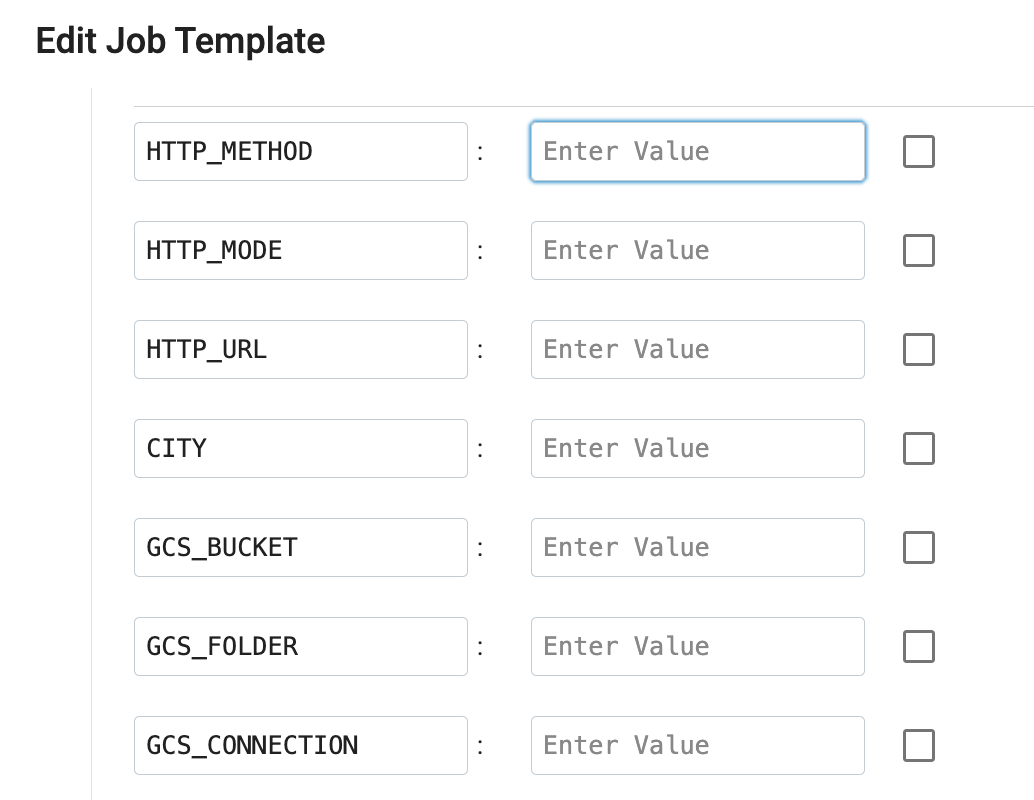 Edit Job Template
HTTP_METHOD : Enter Value
HTTP_MODE : Enter Value
HTTP_URL : Enter Value
CITY : Enter Value
GCS_BUCKET : Enter Value
GCS_FOLDER : Enter Value
GCS_CONNECTION : Enter Value